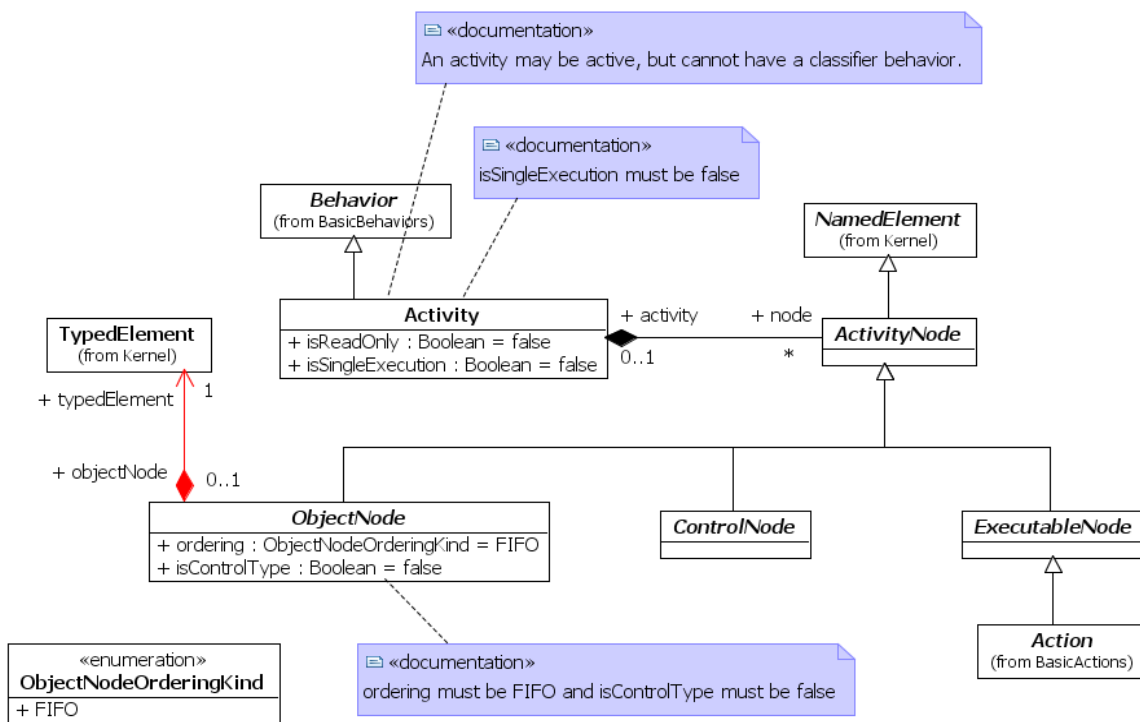 «documentation»
An activity may be active, but cannot have a classifier behavior.
«documentation»
isSingleExecution must be false
Behavior
(from BasicBehaviors)
NamedElement
(from Kernel)
Activity
+ isReadOnly : Boolean = false
+ isSingleExecution : Boolean = false
+ activity
0..1
+ node
*
ActivityNode
TypedElement
(from Kernel)
+ typedElement
1
+ objectNode
0..1
ObjectNode
+ ordering : ObjectNodeOrderingKind = FIFO
+ isControlType : Boolean = false
ControlNode
ExecutableNode
Action
(from BasicActions)
«enumeration»
ObjectNodeOrderingKind
+ FIFO
«documentation»
ordering must be FIFO and isControlType must be false